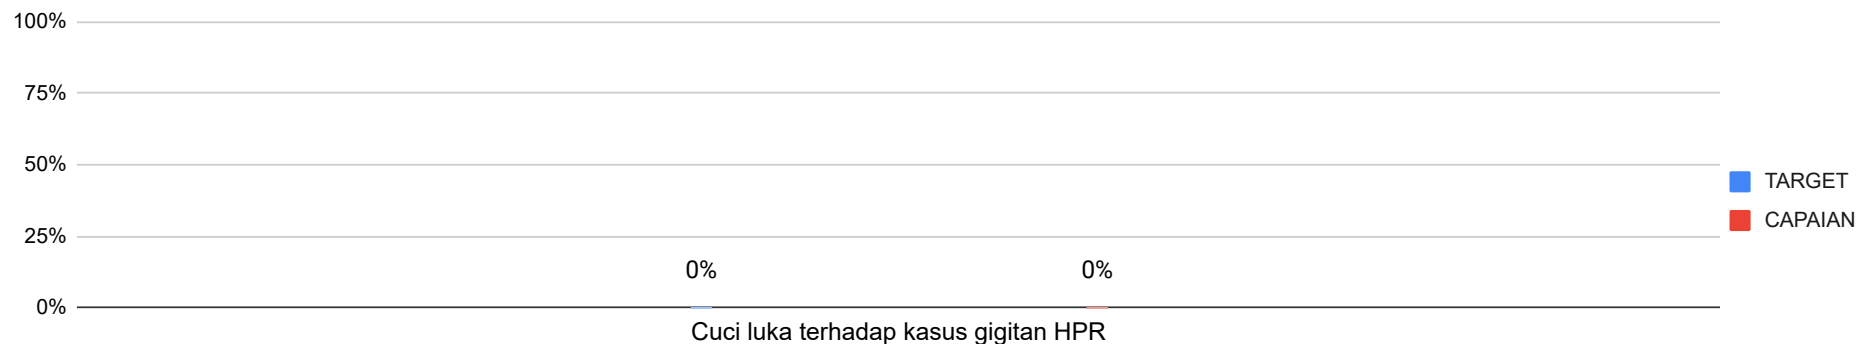 100%
75%
50%
25%
0%
0%
0%
Cuci luka terhadap kasus gigitan HPR
TARGET
CAPAIAN